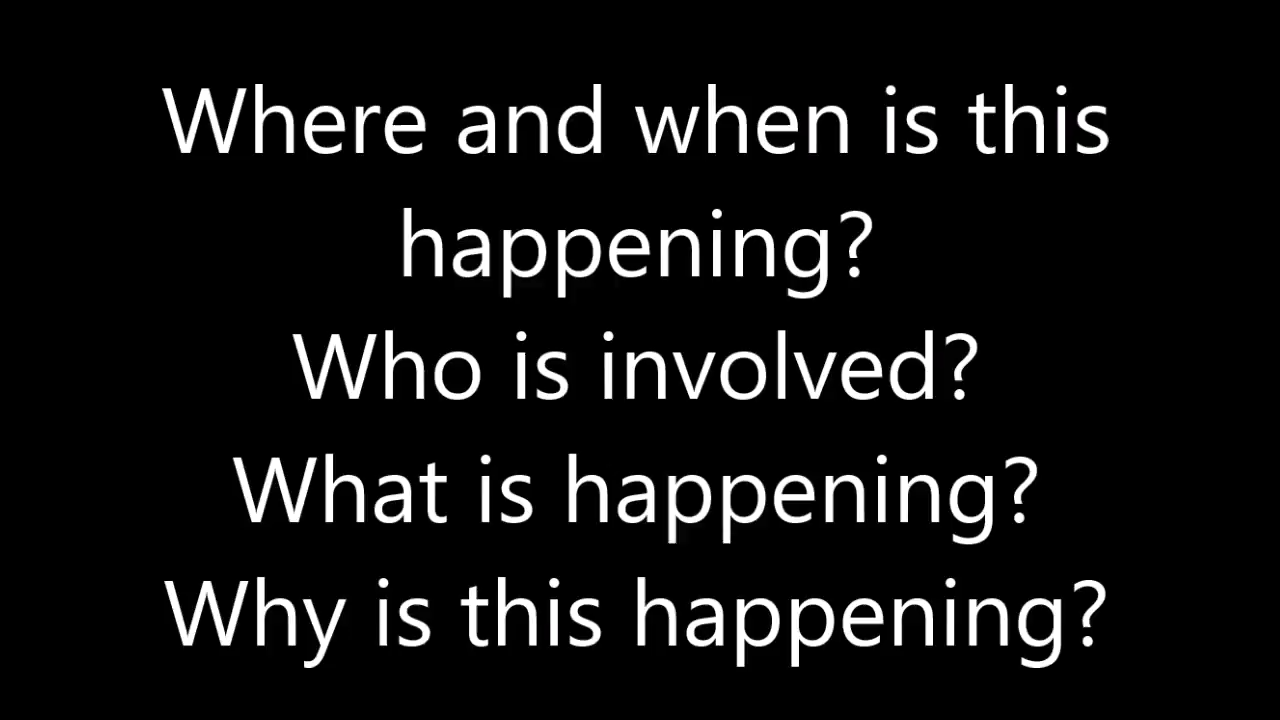 Where and when is this
happening?
Who is involved?
What is happening?
Why is this happening?